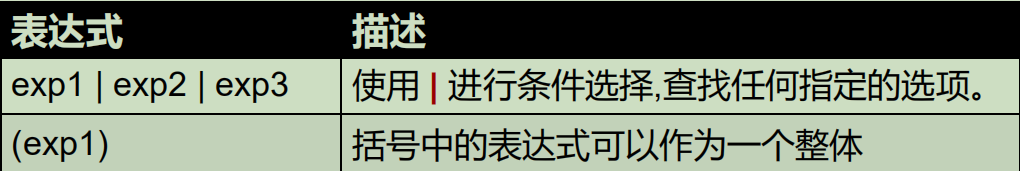 表达式 描述
exp1 | exp2 | exp3 使用 | 进行条件选择,查找任何指定的选项。
(exp1) 括号中的表达式可以作为一个整体